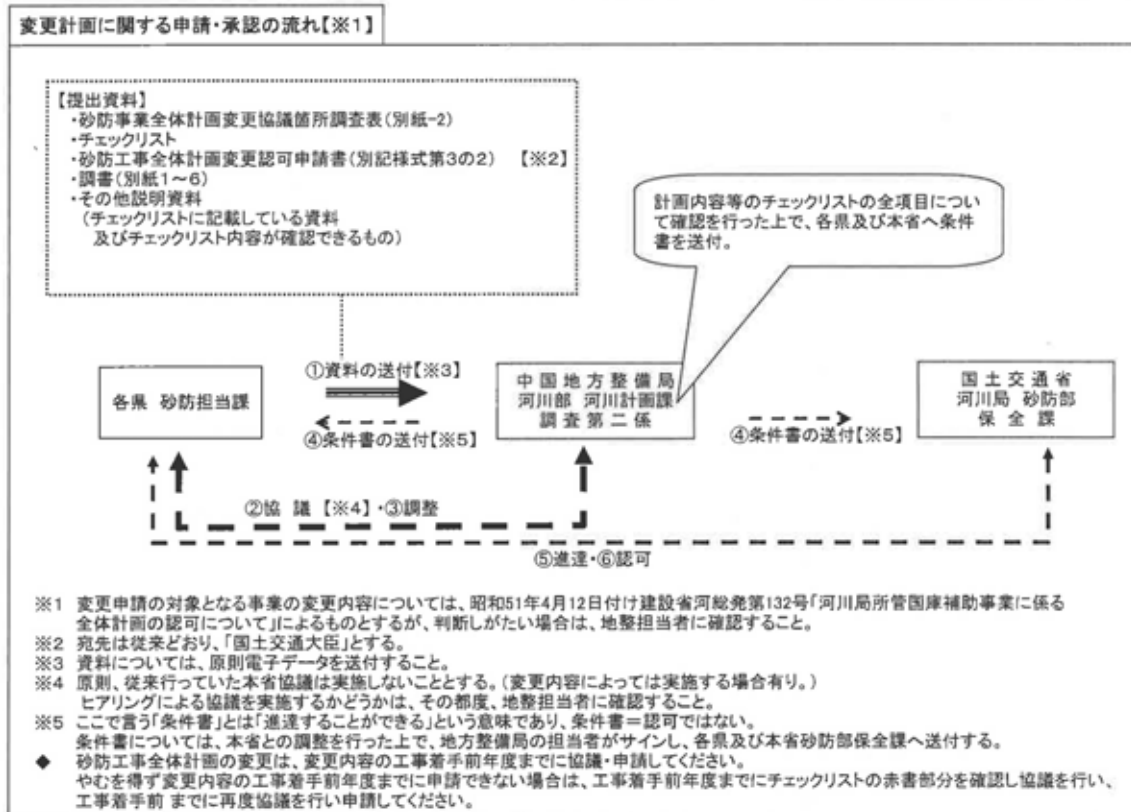 変更計画に関する申請・承認の流れ【※1】
【提出資料】
・砂防事業全体計画変更協議箇所調査表(別紙-2)
・チェックリスト
・砂防工事全体計画変更認可申請書(別記様式第3の2) 【※2】
・調書(別紙1～6)
・その他説明資料
(チェックリストに記載している資料
及びチェックリスト内容が確認できるもの)
計画内容等のチェックリストの全項目につい
て確認を行った上で、各県及び本省へ条件
書を送付。
①資料の送付【※3】
各県 砂防担当課
④条件書の送付【※5】
中国地方整備局
河川部 河川計画課
調査第二係
④条件書の送付【※5】
国土交通省
河川局 砂防部
保全課
②協 議 【※4】・③調整
⑤進達・⑥認可
※1 変更申請の対象となる事業の変更内容については、昭和51年4月12日付け建設省河総発第132号「河川局所管国庫補助事業に係る
全体計画の認可について」によるものとするが、判断しがたい場合は、地整担当者に確認すること。
※2 宛先は従来どおり、「国土交通大臣」とする。
※3 資料については、原則電子データを送付すること。
※4 原則、従来行っていた本省協議は実施しないこととする。(変更内容によっては実施する場合有り。)
ヒアリングによる協議を実施するかどうかは、その都度、地整担当者に確認すること。
※5 ここで言う「条件書」とは「進達することができる」という意味であり、条件書＝認可ではない。
条件書については、本省との調整を行った上で、地方整備局の担当者がサインし、各県及び本省砂防部保全課へ送付する。
◆ 砂防工事全体計画の変更は、変更内容の工事着手前年度までに協議・申請してください。
やむを得ず変更内容の工事着手前年度までに申請できない場合は、工事着手前年度までにチェックリストの赤書部分を確認し協議を行い、
工事着手前 までに再度協議を行い申請してください。